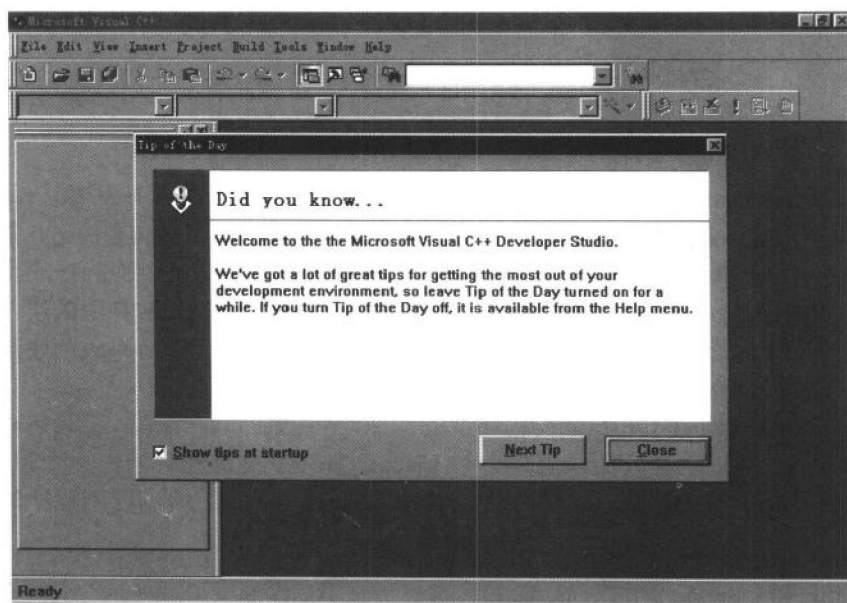 Microsoft Visual C++
File Edit View Insert Project Build Tools Window Help
Tip of the Day
Did you know...
Welcome to the the Microsoft Visual C++ Developer Studio.
We've got a lot of great tips for getting the most out of your
development environment, so leave Tip of the Day turned on for a
while. If you turn Tip of the Day off, it is available from the Help menu.
Show tips at startup
Next Tip
Close
Ready